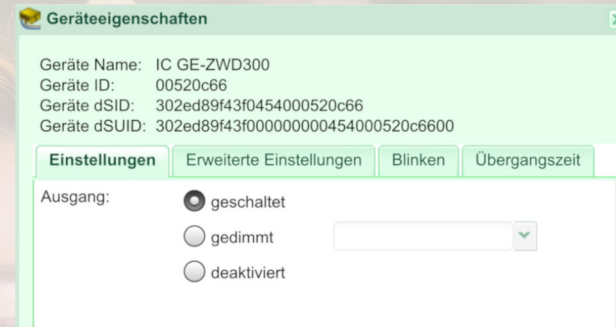 Geräteeigenschaften
Geräte Name: IC GE-ZWD300
Geräte ID: 00520c66
Geräte dSID: 302ed89f43f0454000520c66
Geräte dSUID: 302ed89f43f000000000454000520c6600
Einstellungen Erweiterte Einstellungen Blinken Übergangszeit
Ausgang: geschaltet
gedimmt
deaktiviert